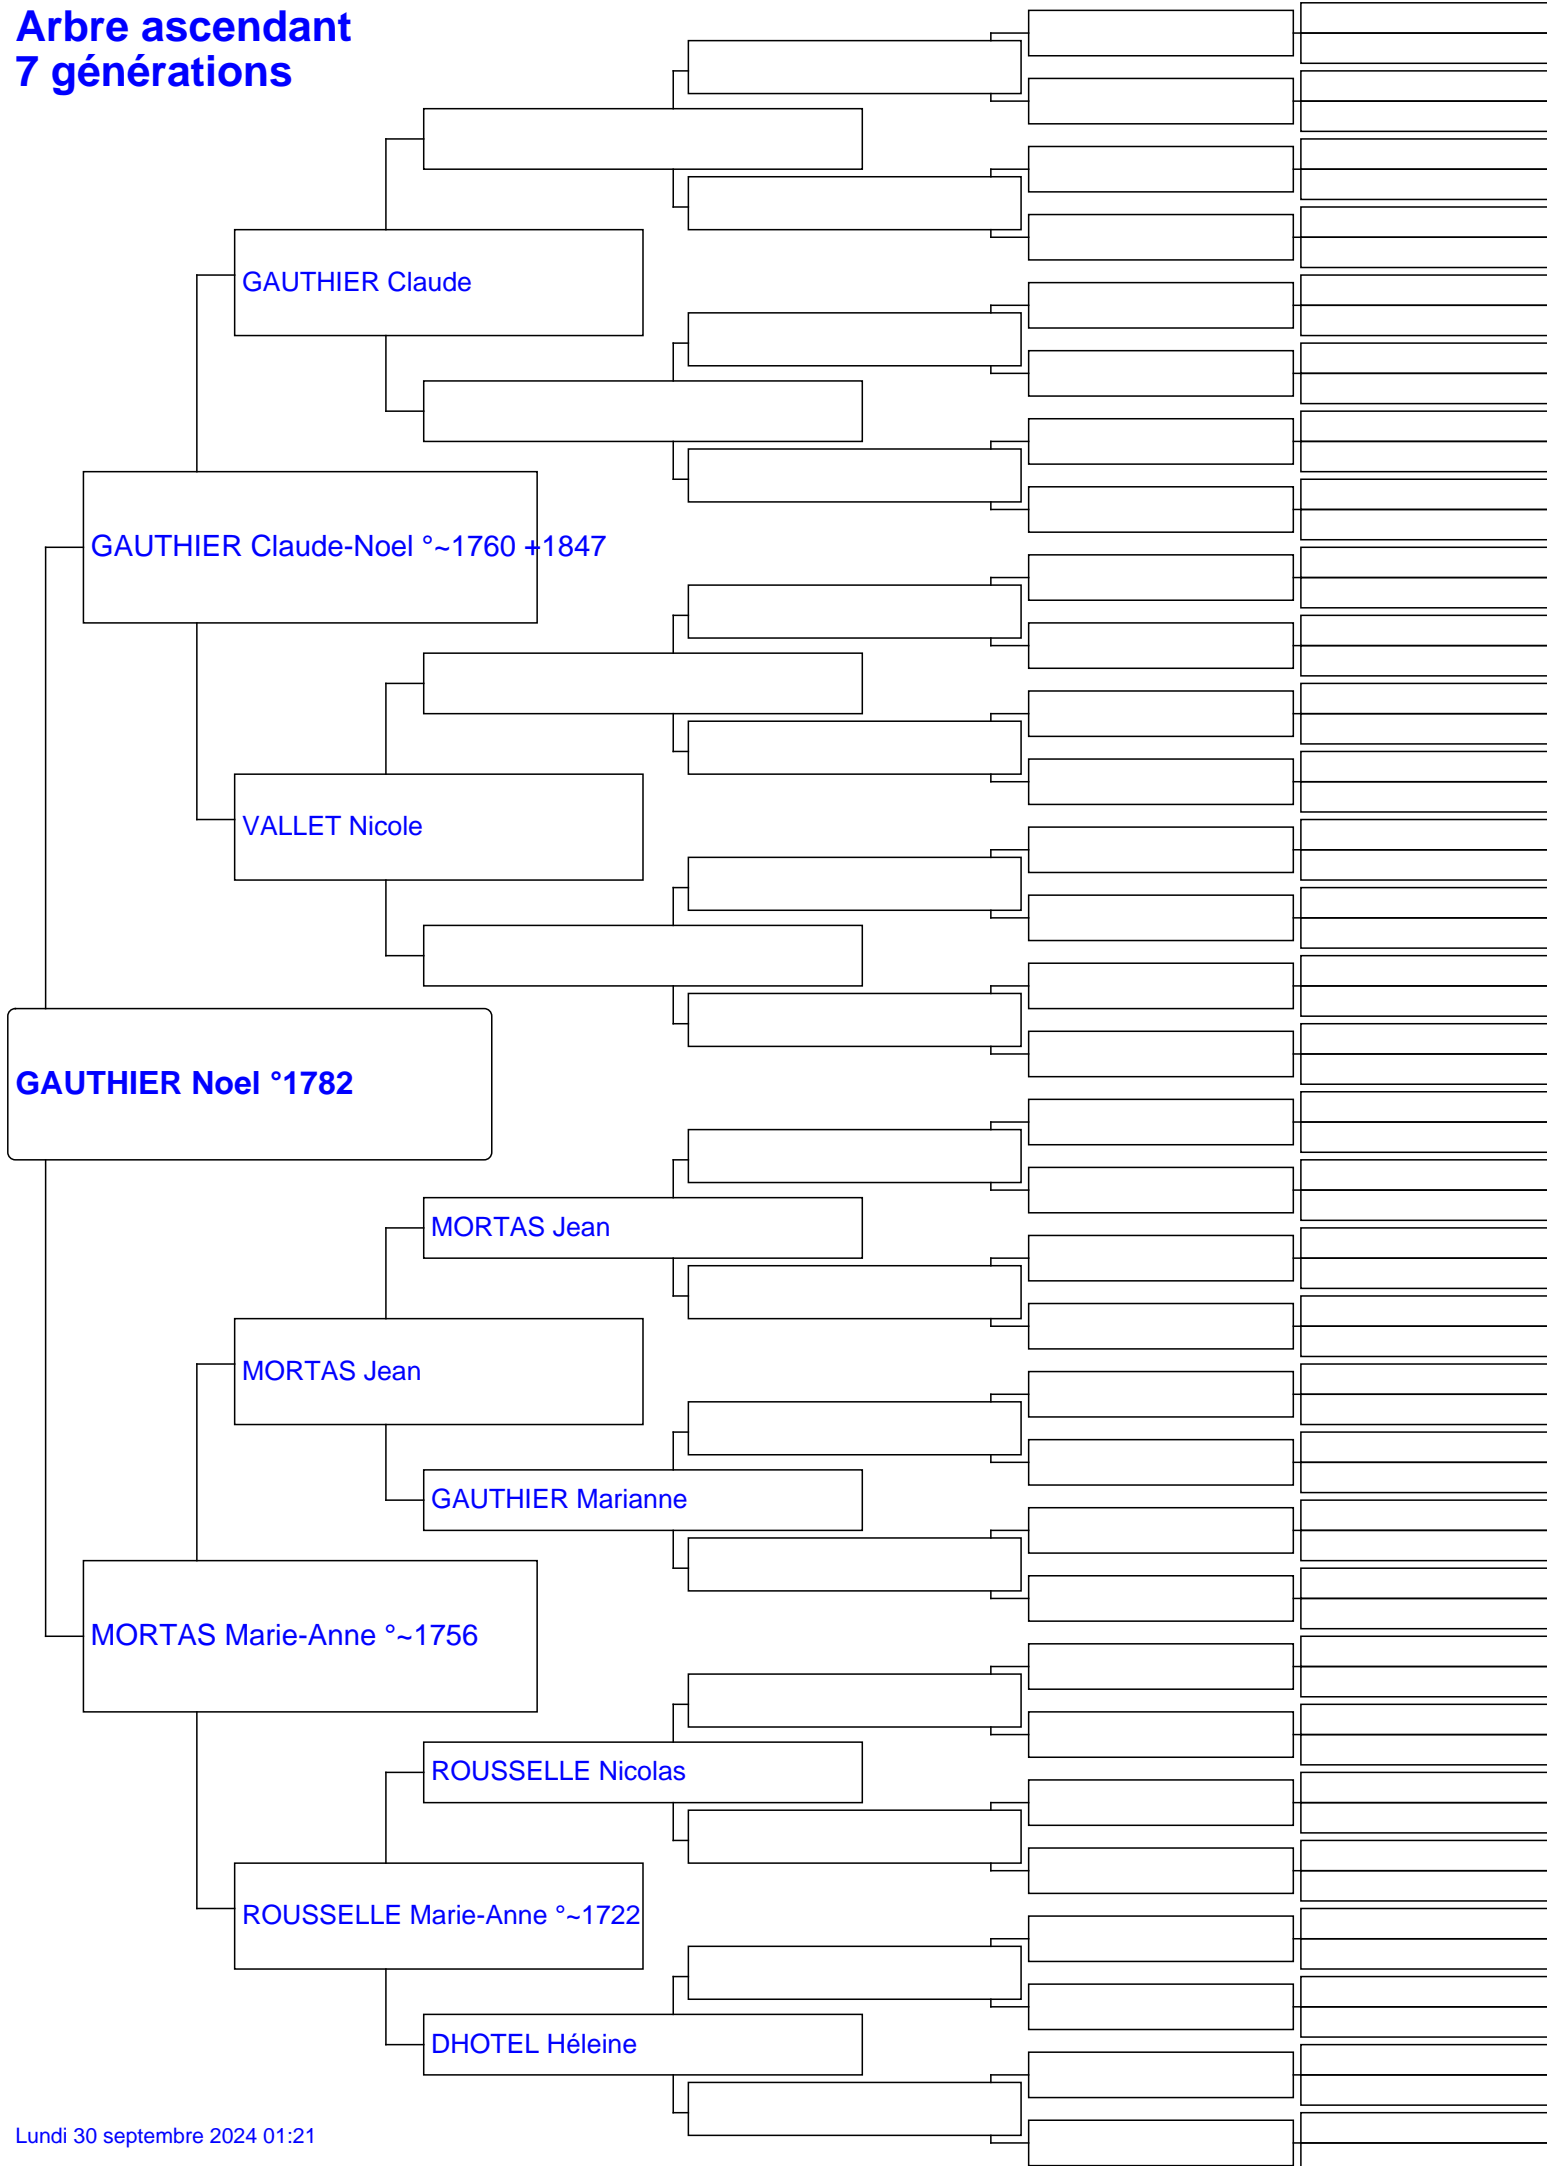 Arbre ascendant
7 générations
GAUTHIER Claude
GAUTHIER Claude-Noel °~1760 +1847
VALLET Nicole
GAUTHIER Noel °1782
MORTAS Jean
MORTAS Jean
GAUTHIER Marianne
MORTAS Marie-Anne °~1756
ROUSSELLE Nicolas
ROUSSELLE Marie-Anne °~1722
DHOTEL Héleine
Lundi 30 septembre 2024 01:21